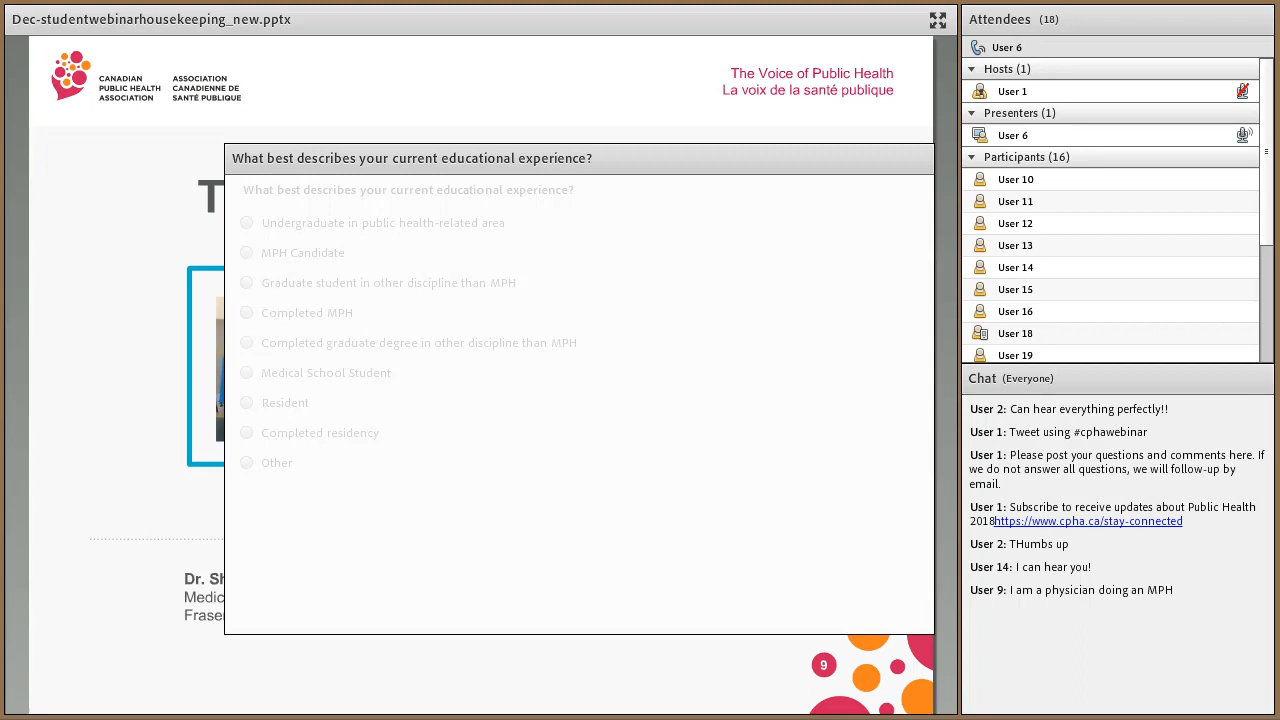 Dec-studentwebinarhousekeeping_new.pptx
CANADIAN
PUBLIC HEALTH
ASSOCIATION
ASSOCIATION
CANADIENNE DE
SANTÉ PUBLIQUE
The Voice of Public Health
La voix de la santé publique
What best describes your current educational experience?
What best describes your current educational experience?
Undergraduate in public health-related area
MPH Candidate
Graduate student in other discipline than MPH
Completed MPH
Completed graduate degree in other discipline than MPH
Medical School Student
Resident
Completed residency
Other
Dr.
9
Attendees (18)
User 6
Hosts (1)
User 1
Presenters (1)
User 6
Participants (16)
User 10
User 11
User 12
User 13
User 14
User 15
User 16
User 18
User 19
Chat (Everyone)
User 2: Can hear everything perfectly!!
User 1: Tweet using #cphawebinar
User 1: Please post your questions and comments here. If
we do not answer all questions, we will follow-up by
email.
User 1: Subscribe to receive updates about Public Health
2018https://www.cpha.ca/stay-connected
User 2: THumbs up
User 14: I can hear you!
User 9: I am a physician doing an MPH